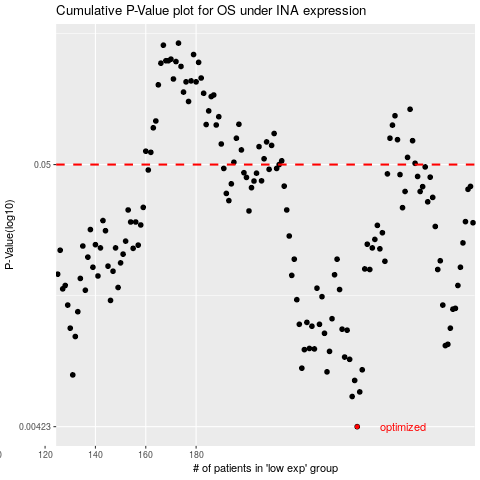 Cumulative P-Value plot for OS under INA expression
0.05
P-Value(log10)
0.00423
optimized
0 120 140 160 180
# of patients in 'low exp' group